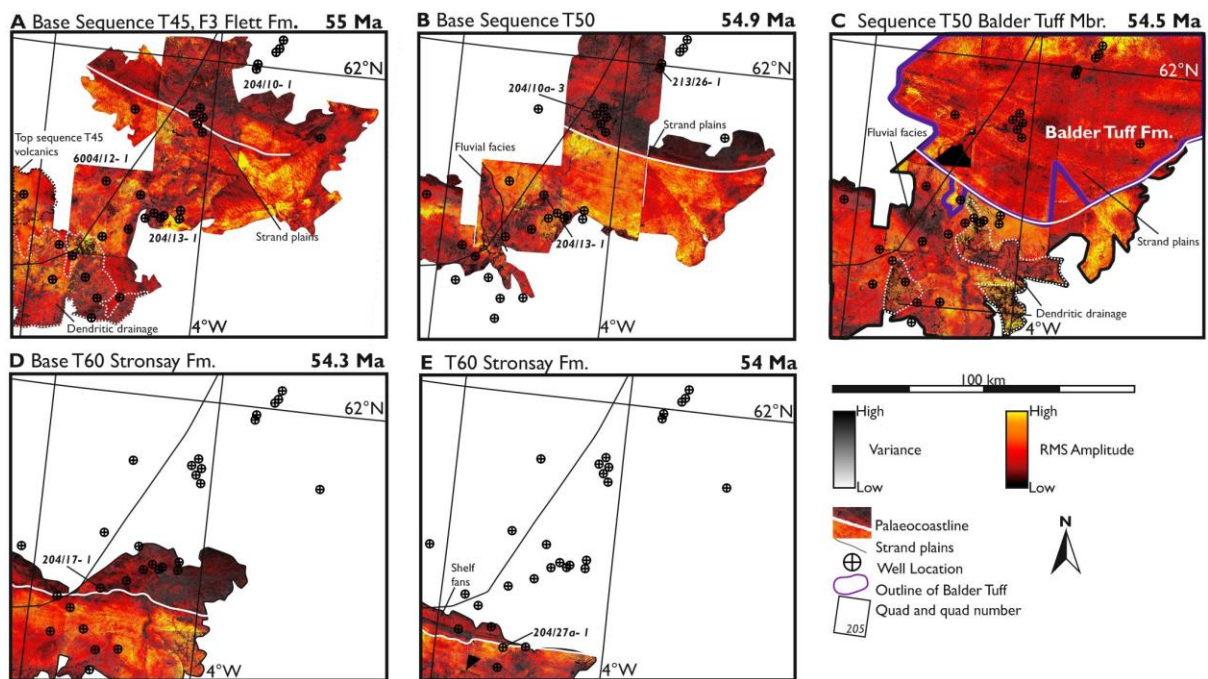 A Base Sequence T45, F3 Flett Fm. 55 Ma
62°N
204/10- 1
Top sequence T45
volcanics
6004/12- 1
204/13- 1
Strand plains
Dendritic drainage
4°W
B Base Sequence T50 54.9 Ma
62°N
213/26- 1
204/10a- 3
Strand plains
Fluvial facies
204/13- 1
4°W
C Sequence T50 Balder Tuff Mbr. 54.5 Ma
62°N
Fluvial facies
Balder Tuff Fm.
Strand plains
Dendritic drainage
4°W
D Base T60 Stronsay Fm. 54.3 Ma
62°N
204/17- 1
4°W
E T60 Stronsay Fm. 54 Ma
62°N
Shelf
fans
204/27a- 1
4°W
100 km
High
Variance
Low
High
RMS Amplitude
Low
Palaeocoastline
Strand plains
Well Location
Outline of Balder Tuff
Quad and quad number
205
N